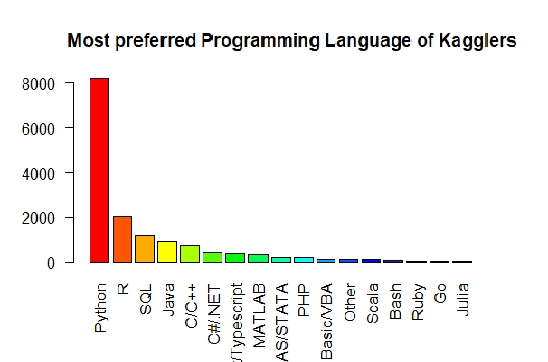 Most preferred Programming Language of Kagglers
8000
6000
4000
2000
0
Python
R
SQL
Java
C/C++
C#/.NET
/Typescript
MATLAB
AS/STATA
PHP
Basic/VBA
Other
Scala
Bash
Ruby
Go
Julia